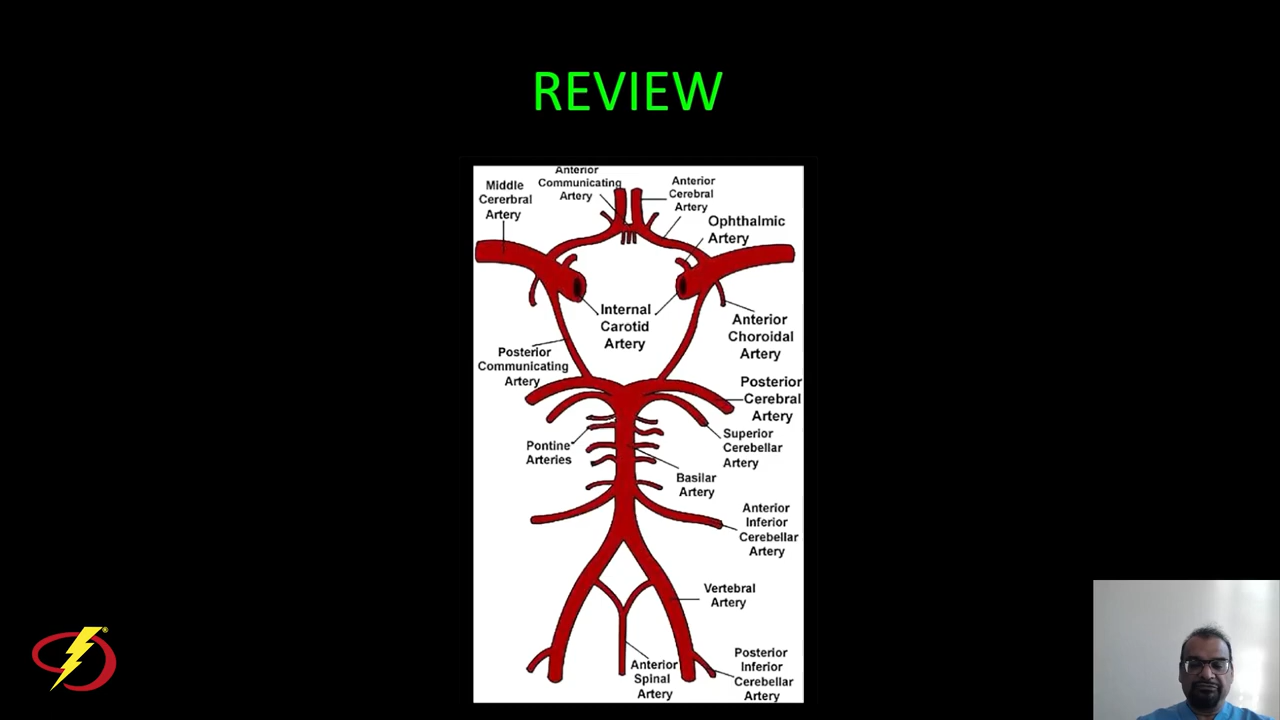 REVIEW
Anterior
Communicating
Artery
Middle
Cererbral
Artery
Anterior
Cerebral
Artery
Ophthalmic
Artery
Internal
Carotid
Artery
Anterior
Choroidal
Artery
Posterior
Communicating
Artery
Posterior
Cerebral
Artery
Superior
Cerebellar
Artery
Pontine
Arteries
Basilar
Artery
Anterior
Inferior
Cerebellar
Artery
Vertebral
Artery
Anterior
Spinal
Artery
Posterior
Inferior
Cerebellar
Artery
®